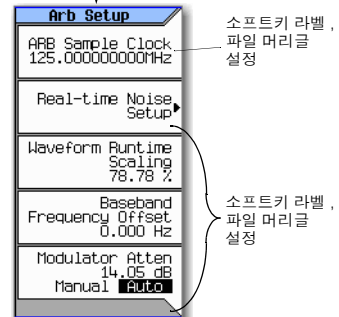 Arb Setup
ARB Sample Clock
125.000000000MHz
소프트키 라벨 ,
파일 머리글
설정
Real-time Noise
Setup
Waveform Runtime
Scaling
78.78 %
Baseband
Frequency Offset
0.000 Hz
소프트키 라벨 ,
파일 머리글
설정
Modulator Atten
14.05 dB
Manual Auto